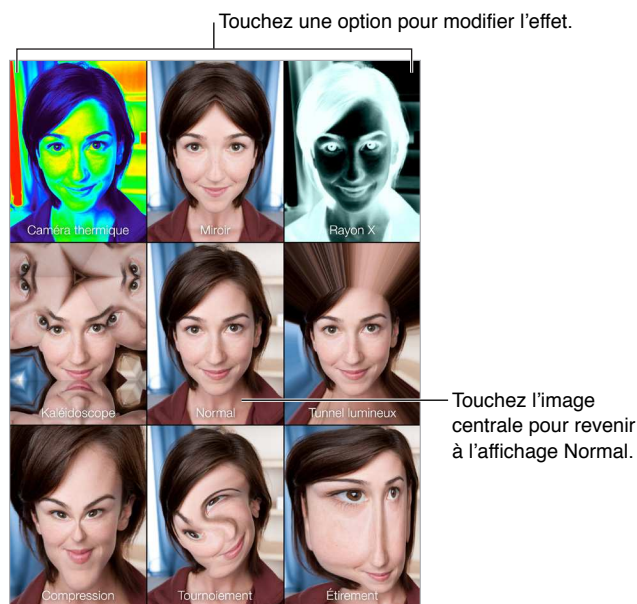 Touchez une option pour modifier l’effet.
Caméra thermique
Miroir
Rayon X
Kaléidoscope
Normal
Tunnel lumineux
Touchez l’image
centrale pour revenir
à l’affichage Normal.
Compression
Tournoiement
Étirement